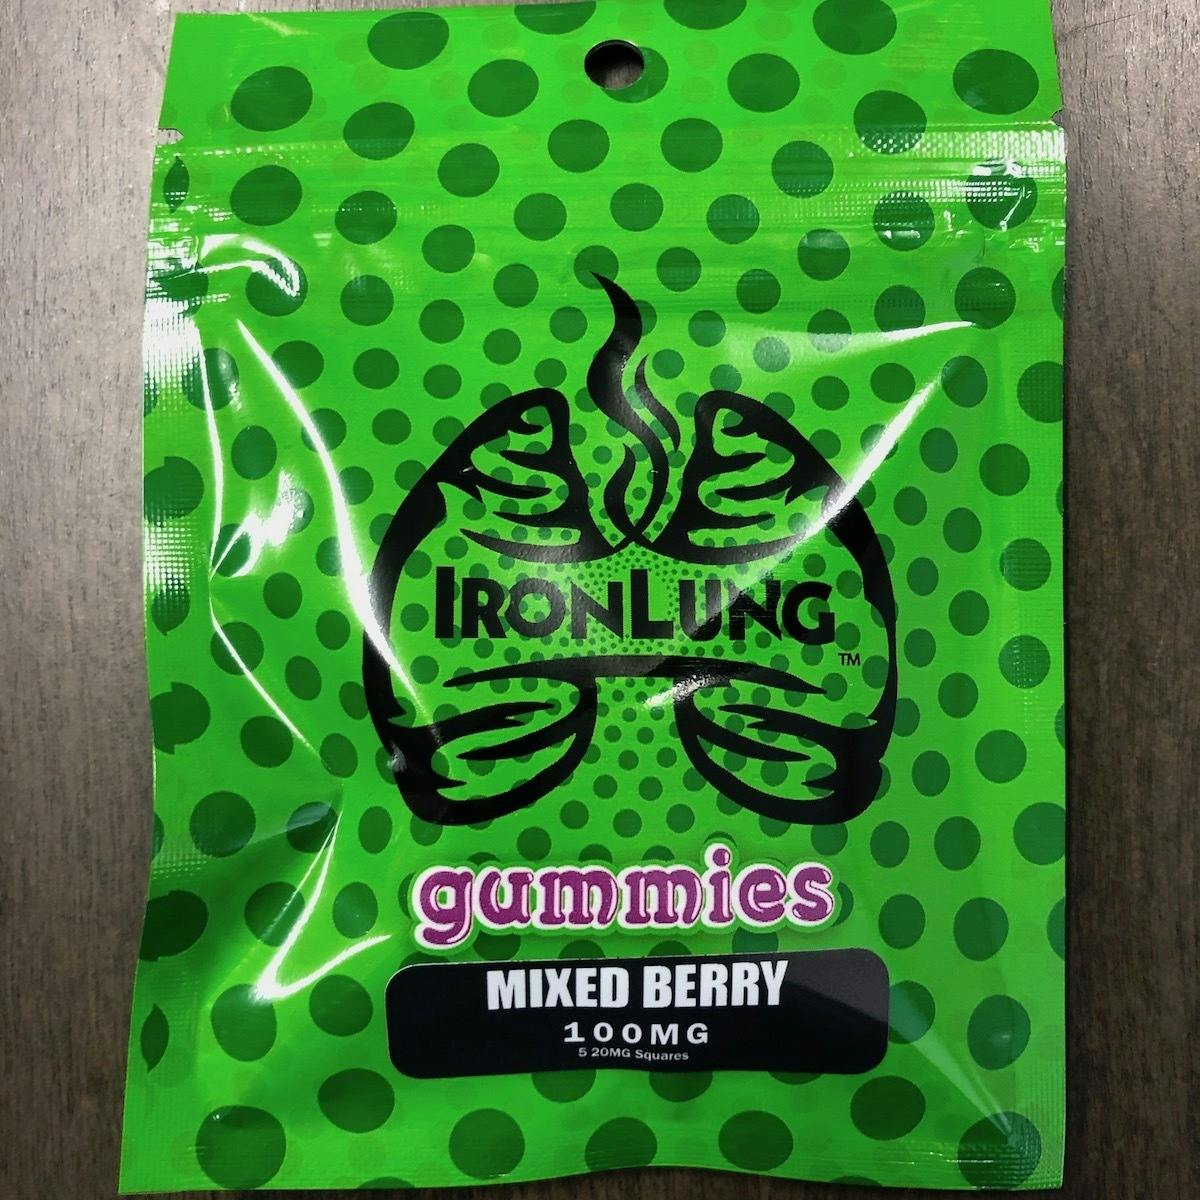 IRONLUNG
TM
gummies
MIXED BERRY
100MG
5 20MG Squares